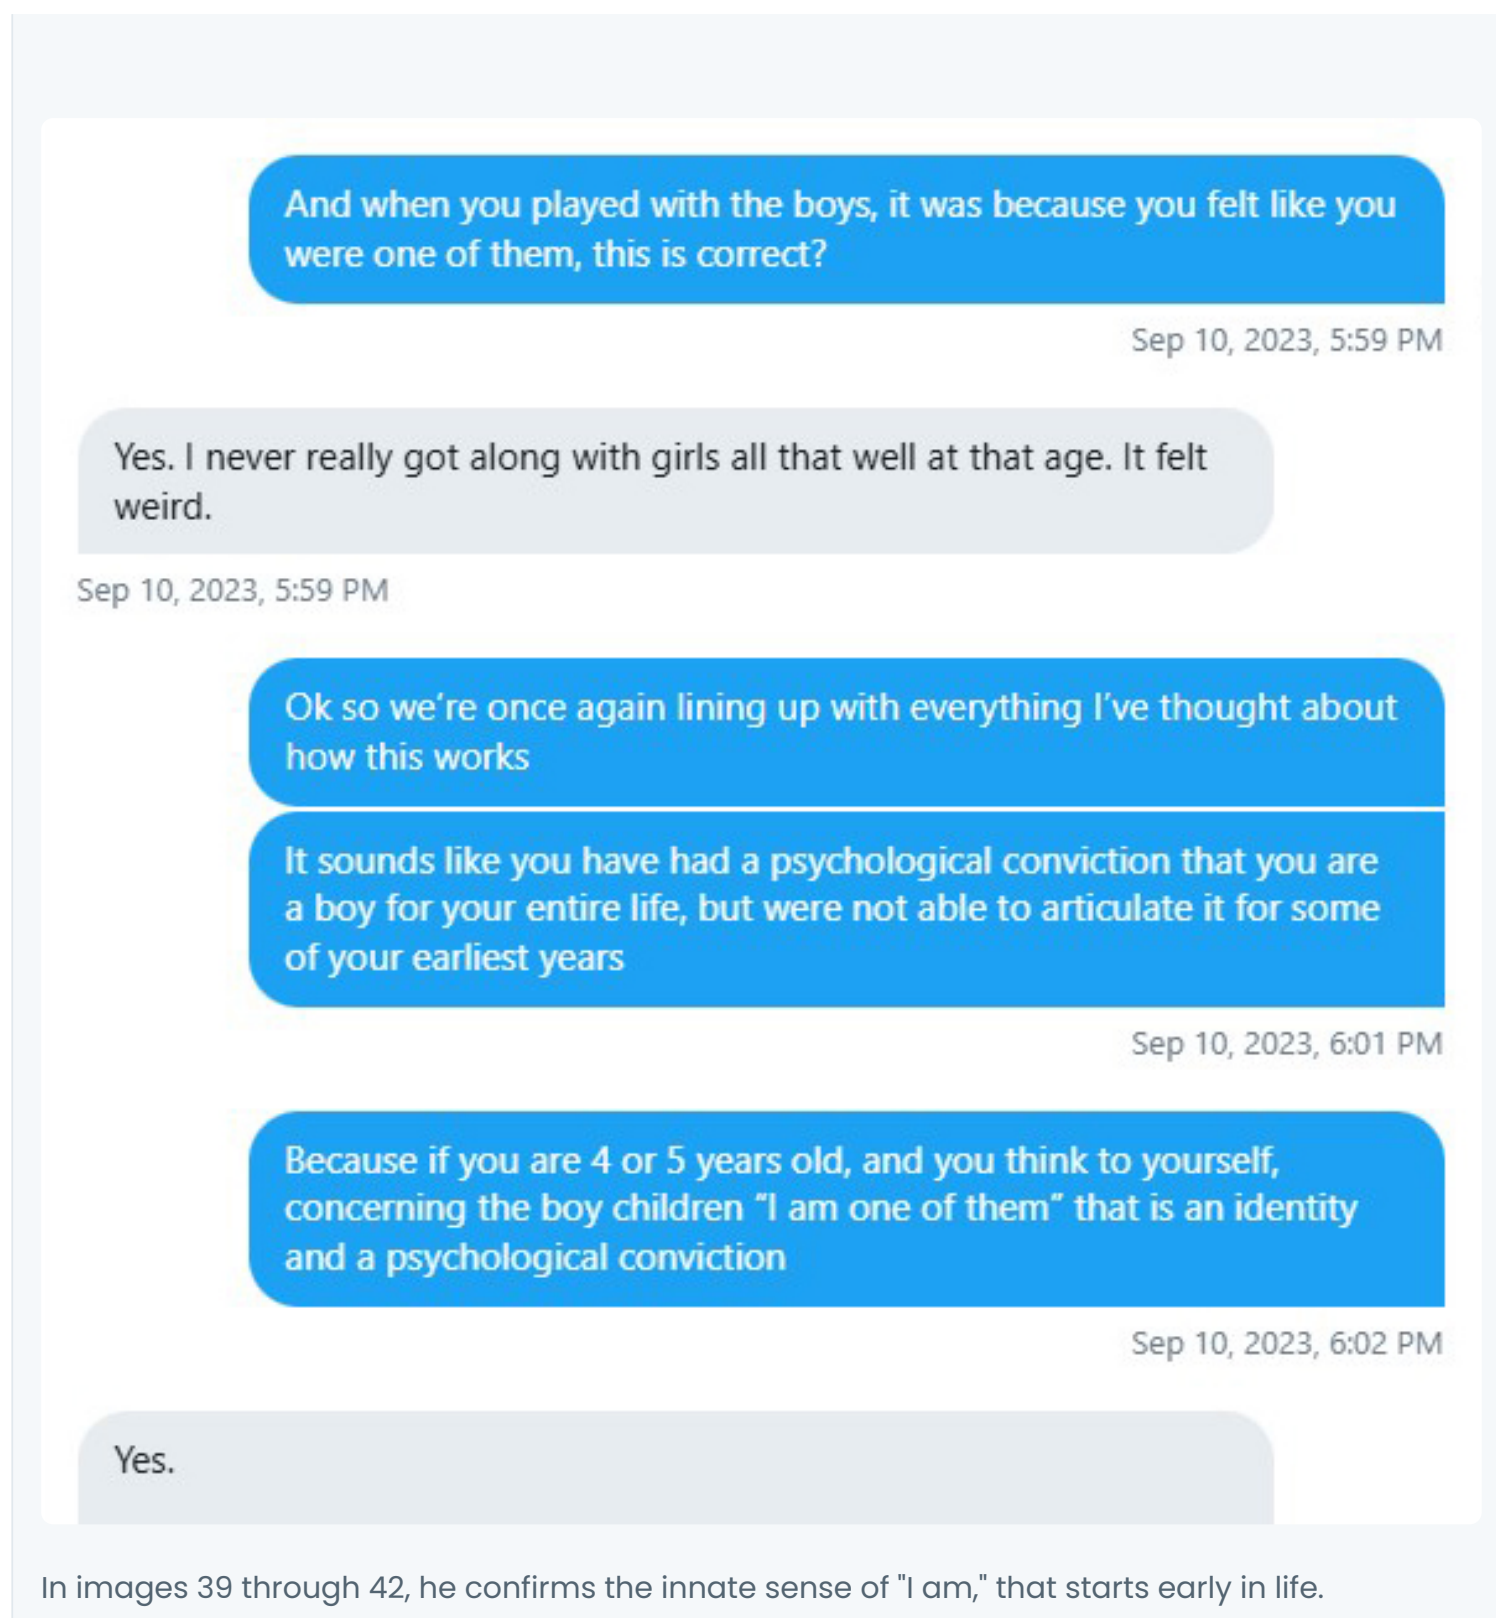 And when you played with the boys, it was because you felt like you
were one of them, this is correct?
Sep 10, 2023, 5:59 PM
Yes. I never really got along with girls all that well at that age. It felt
weird.
Sep 10, 2023, 5:59 PM
Ok so we’re once again lining up with everything I’ve thought about
how this works
It sounds like you have had a psychological conviction that you are
a boy for your entire life, but were not able to articulate it for some
of your earliest years
Sep 10, 2023, 6:01 PM
Because if you are 4 or 5 years old, and you think to yourself,
concerning the boy children “I am one of them” that is an identity
and a psychological conviction
Sep 10, 2023, 6:02 PM
Yes.
In images 39 through 42, he confirms the innate sense of "I am," that starts early in life.